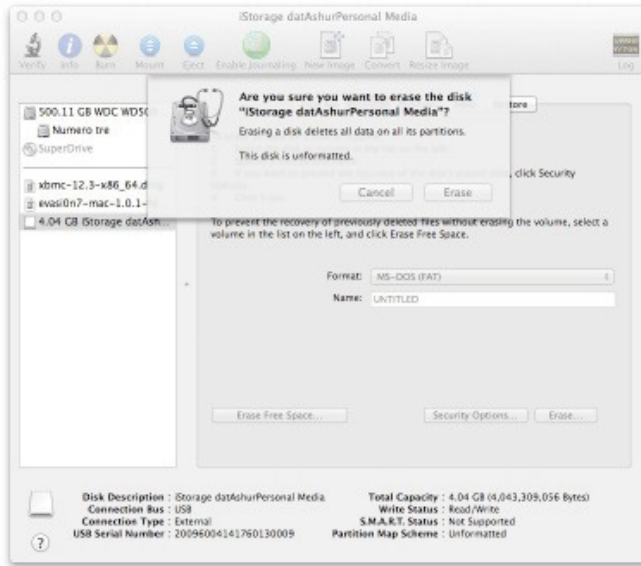 iStorage datAshurPersonal Media
Verify Info Burn Mount Eject Enable Journaling New Image Convert Resize Image Log
Are you sure you want to erase the disk
"iStorage datAshurPersonal Media"?
Erasing a disk deletes all data on all its partitions.
This disk is unformatted.
click Security
Cancel Erase
500.11 GB WDC
Numero tre
SuperDrive
xbmc-12.3-x86_64.d
evasi0n7-mac-1.0.1-
4.04 GB iStorage datAsh...
To prevent the recovery of previously deleted files without erasing the volume, select a
volume in the list on the left, and click Erase Free Space.
Format: MS-DOS (FAT)
Name: UNTITLED
Erase Free Space... Security Options... Erase...
Disk Description : iStorage datAshurPersonal Media
Connection Bus : USB
Connection Type : External
USB Serial Number : 20096004141760130009
Total Capacity : 4.04 GB (4,043,309,056 Bytes)
Write Status : Read/Write
S.M.A.R.T. Status : Not Supported
Partition Map Scheme : Unformatted